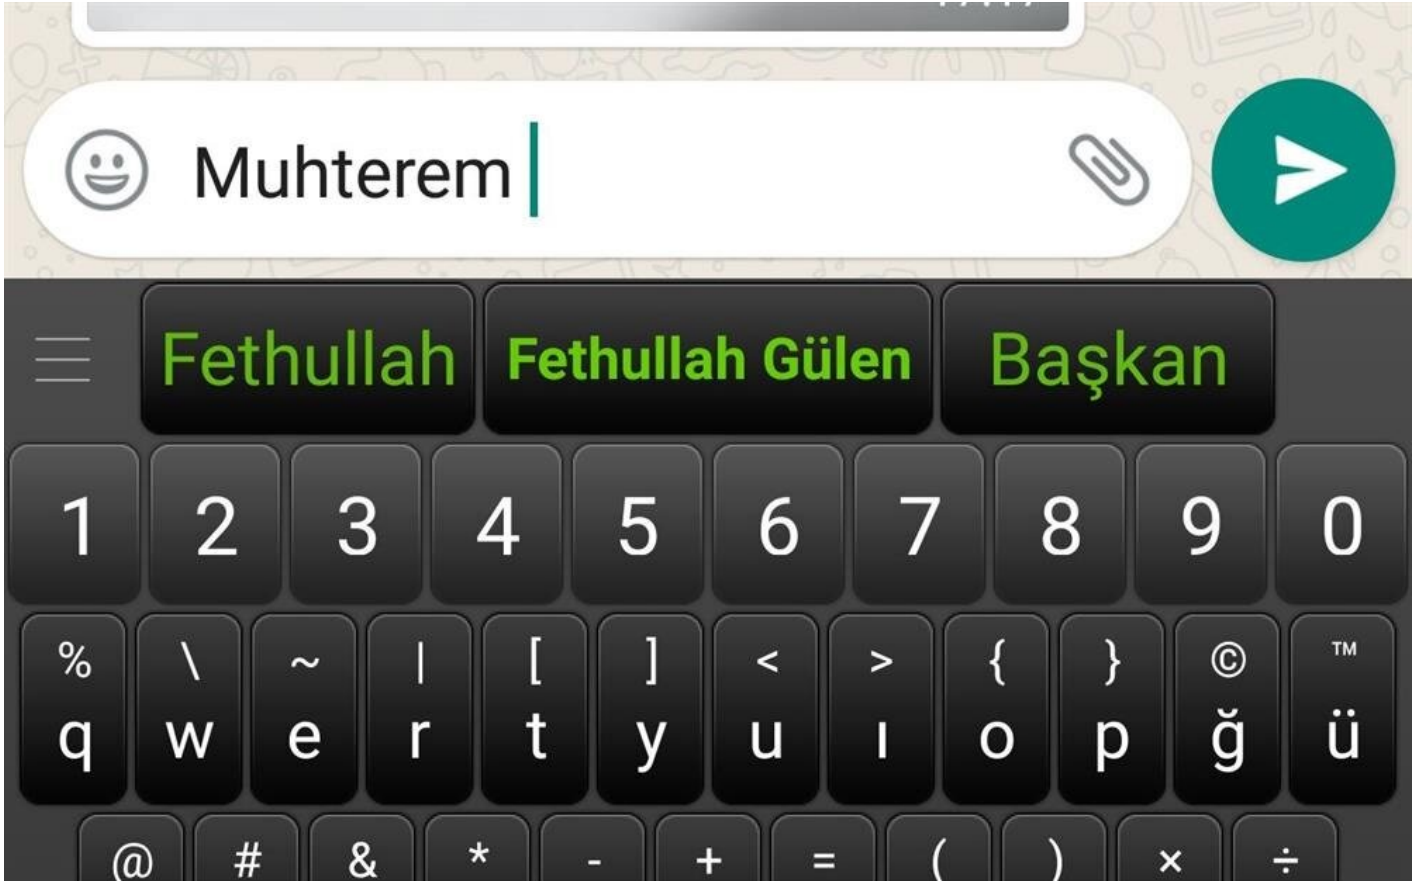 Muhterem
Fethullah Fethullah Gülen Başkan
1 2 3 4 5 6 7 8 9 0
% \ ~ | [ ] < > { } © ™
q w e r t y u ı o p ğ ü
@ # & * - + = ( ) × ÷